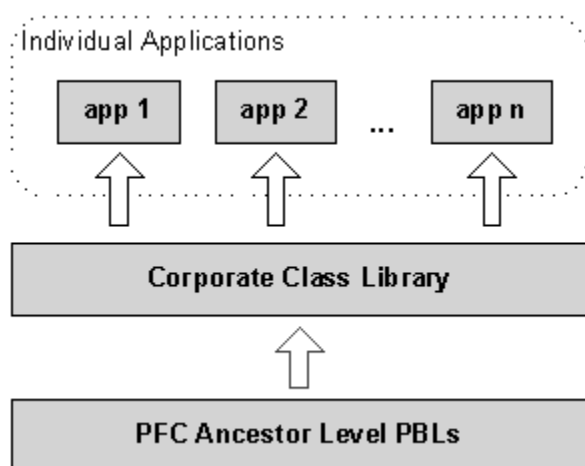 Individual Applications
app 1
app 2
...
app n
Corporate Class Library
PFC Ancestor Level PBLs